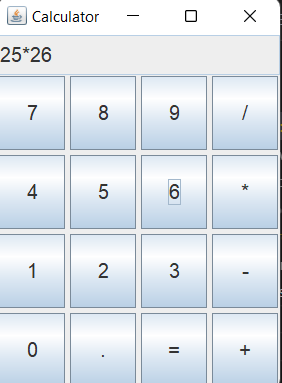 Calculator
25*26
7 8 9 /
4 5 6 *
1 2 3 -
0 . = +